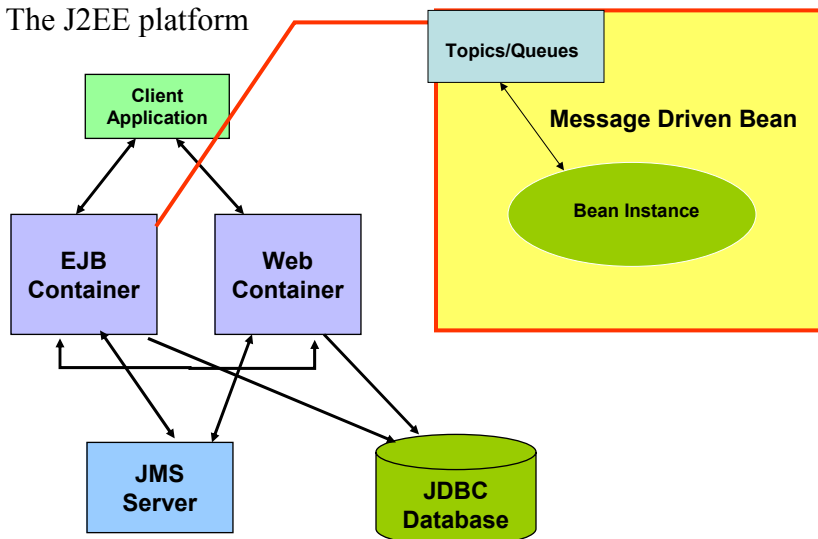 The J2EE platform
Topics/Queues
Client
Application
Message Driven Bean
Bean Instance
EJB
Container
Web
Container
JMS
Server
JDBC
Database